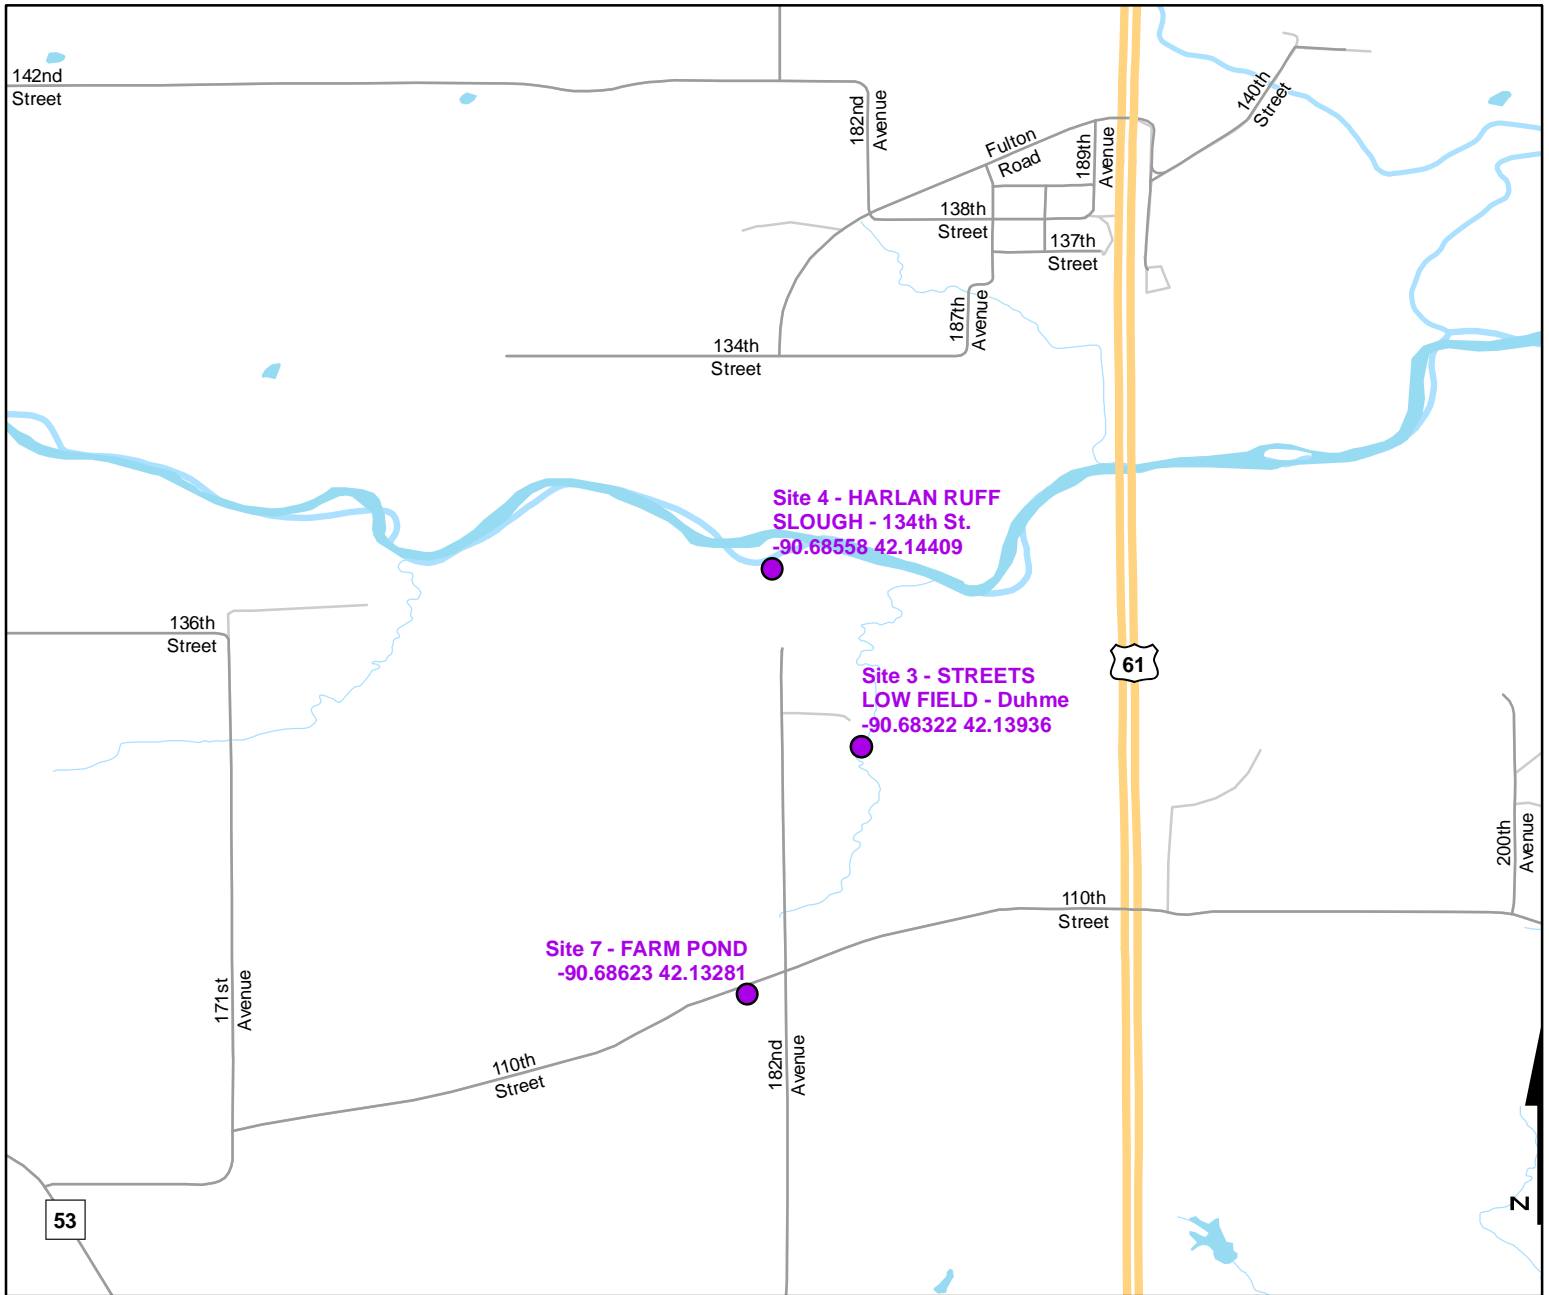 142nd
Street
182nd
Avenue
Fulton
Road
189th
Avenue
140th
Street
138th
Street
137th
Street
187th
Avenue
134th
Street
Site 4 - HARLAN RUFF
SLOUGH - 134th St.
-90.68558 42.14409
136th
Street
61
Site 3 - STREETS
LOW FIELD - Duhme
-90.68322 42.13936
200th
Avenue
110th
Street
Site 7 - FARM POND
-90.68623 42.13281
171st
Avenue
110th
Street
182nd
Avenue
53
N